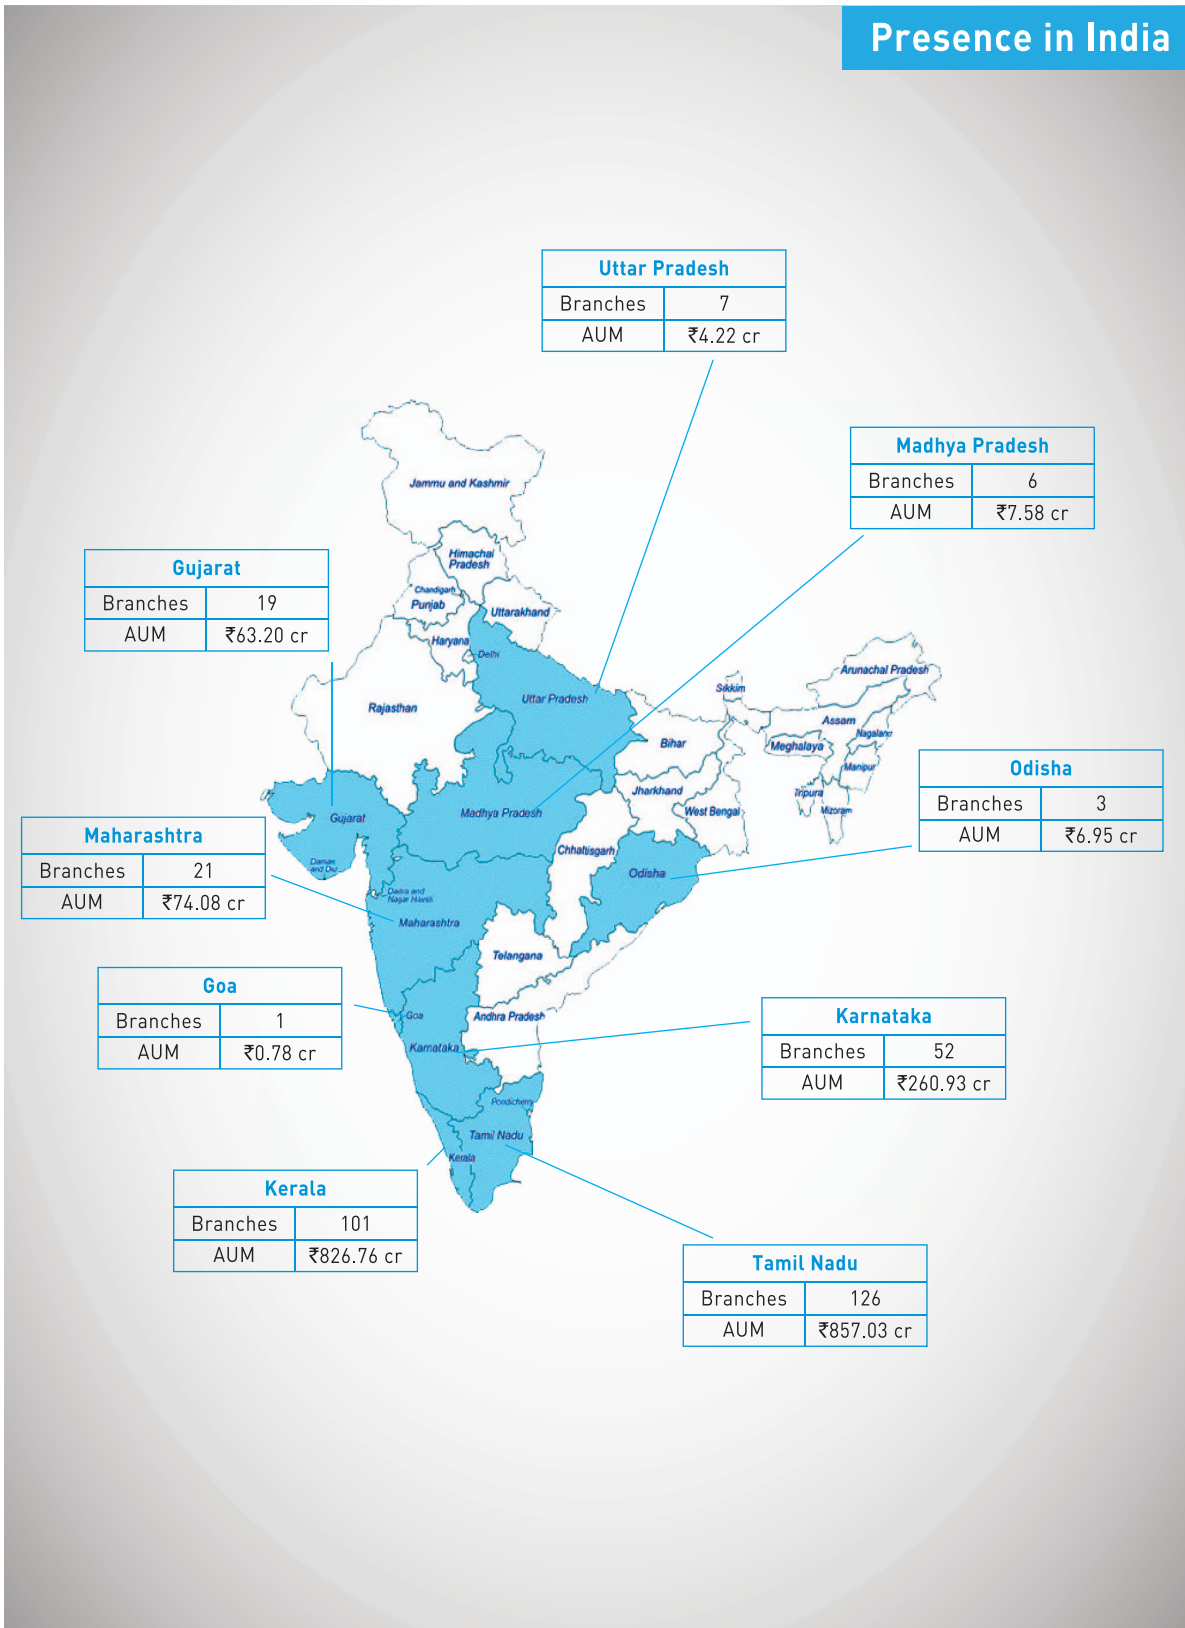 Presence in India
Uttar Pradesh
Branches 7
AUM ₹4.22 cr
Madhya Pradesh
Branches 6
AUM ₹7.58 cr
Gujarat
Branches 19
AUM ₹63.20 cr
Odisha
Branches 3
AUM ₹6.95 cr
Maharashtra
Branches 21
AUM ₹74.08 cr
Goa
Branches 1
AUM ₹0.78 cr
Karnataka
Branches 52
AUM ₹260.93 cr
Kerala
Branches 101
AUM ₹826.76 cr
Tamil Nadu
Branches 126
AUM ₹857.03 cr
Jammu and Kashmir
Himachal
Pradesh
Chandigarh
Punjab
Uttarakhand
Haryana
Delhi
Uttar Pradesh
Rajasthan
Sikkim
Arunachal Pradesh
Assam
Nagaland
Bihar
Meghalaya
Manipur
Jharkhand
Tripura
West Bengal
Mizoram
Madhya Pradesh
Gujarat
Chhattisgarh
Daman
and Diu
Odisha
Dadra and
Nagar Haveli
Maharashtra
Telangana
Goa
Andhra Pradesh
Karnataka
Pondicherry
Tamil Nadu
Kerala